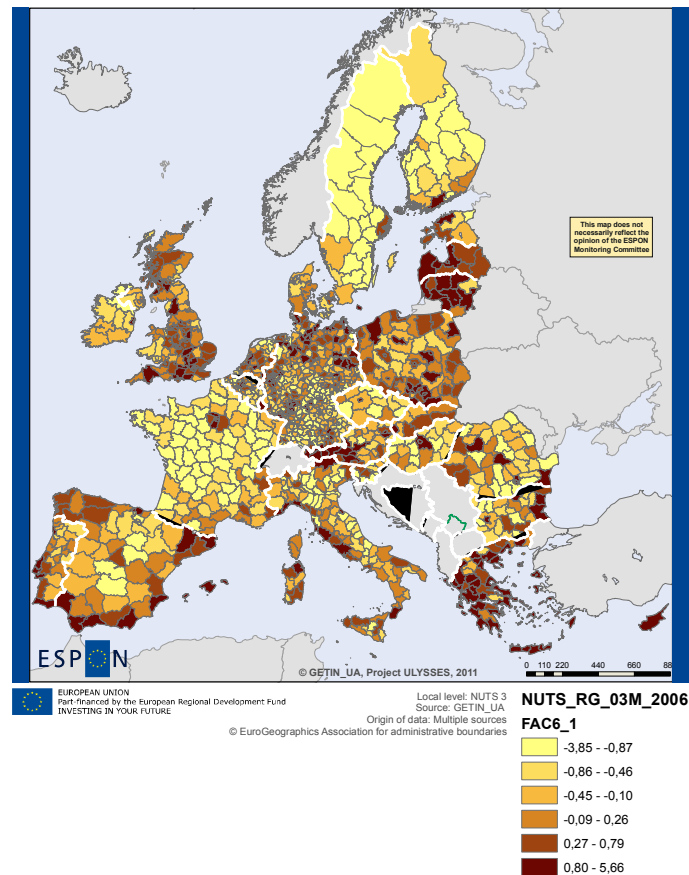 This map does not
necessarily reflect the
opinion of the ESPON
Monitoring Committee
ESPON
© GETIN_UA, Project ULYSSES, 2011
0 110 220 440 660 88
EUROPEAN UNION
Part-financed by the European Regional Development Fund
INVESTING IN YOUR FUTURE
Local level: NUTS 3
Source: GETIN_UA
Origin of data: Multiple sources
© EuroGeographics Association for administrative boundaries
NUTS_RG_03M_2006
FAC6_1
-3,85 - -0,87
-0,86 - -0,46
-0,45 - -0,10
-0,09 - 0,26
0,27 - 0,79
0,80 - 5,66